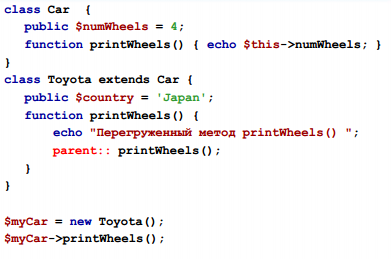 class Car  {
   public $numWheels = 4;
   function printWheels() { echo $this->numWheels; }
}
class Toyota extends Car {
   public $country = 'Japan';
   function printWheels() {
       echo "Перегруженный метод printWheels() ";
       parent:: printWheels();
   }
}

$myCar = new Toyota();
$myCar->printWheels();